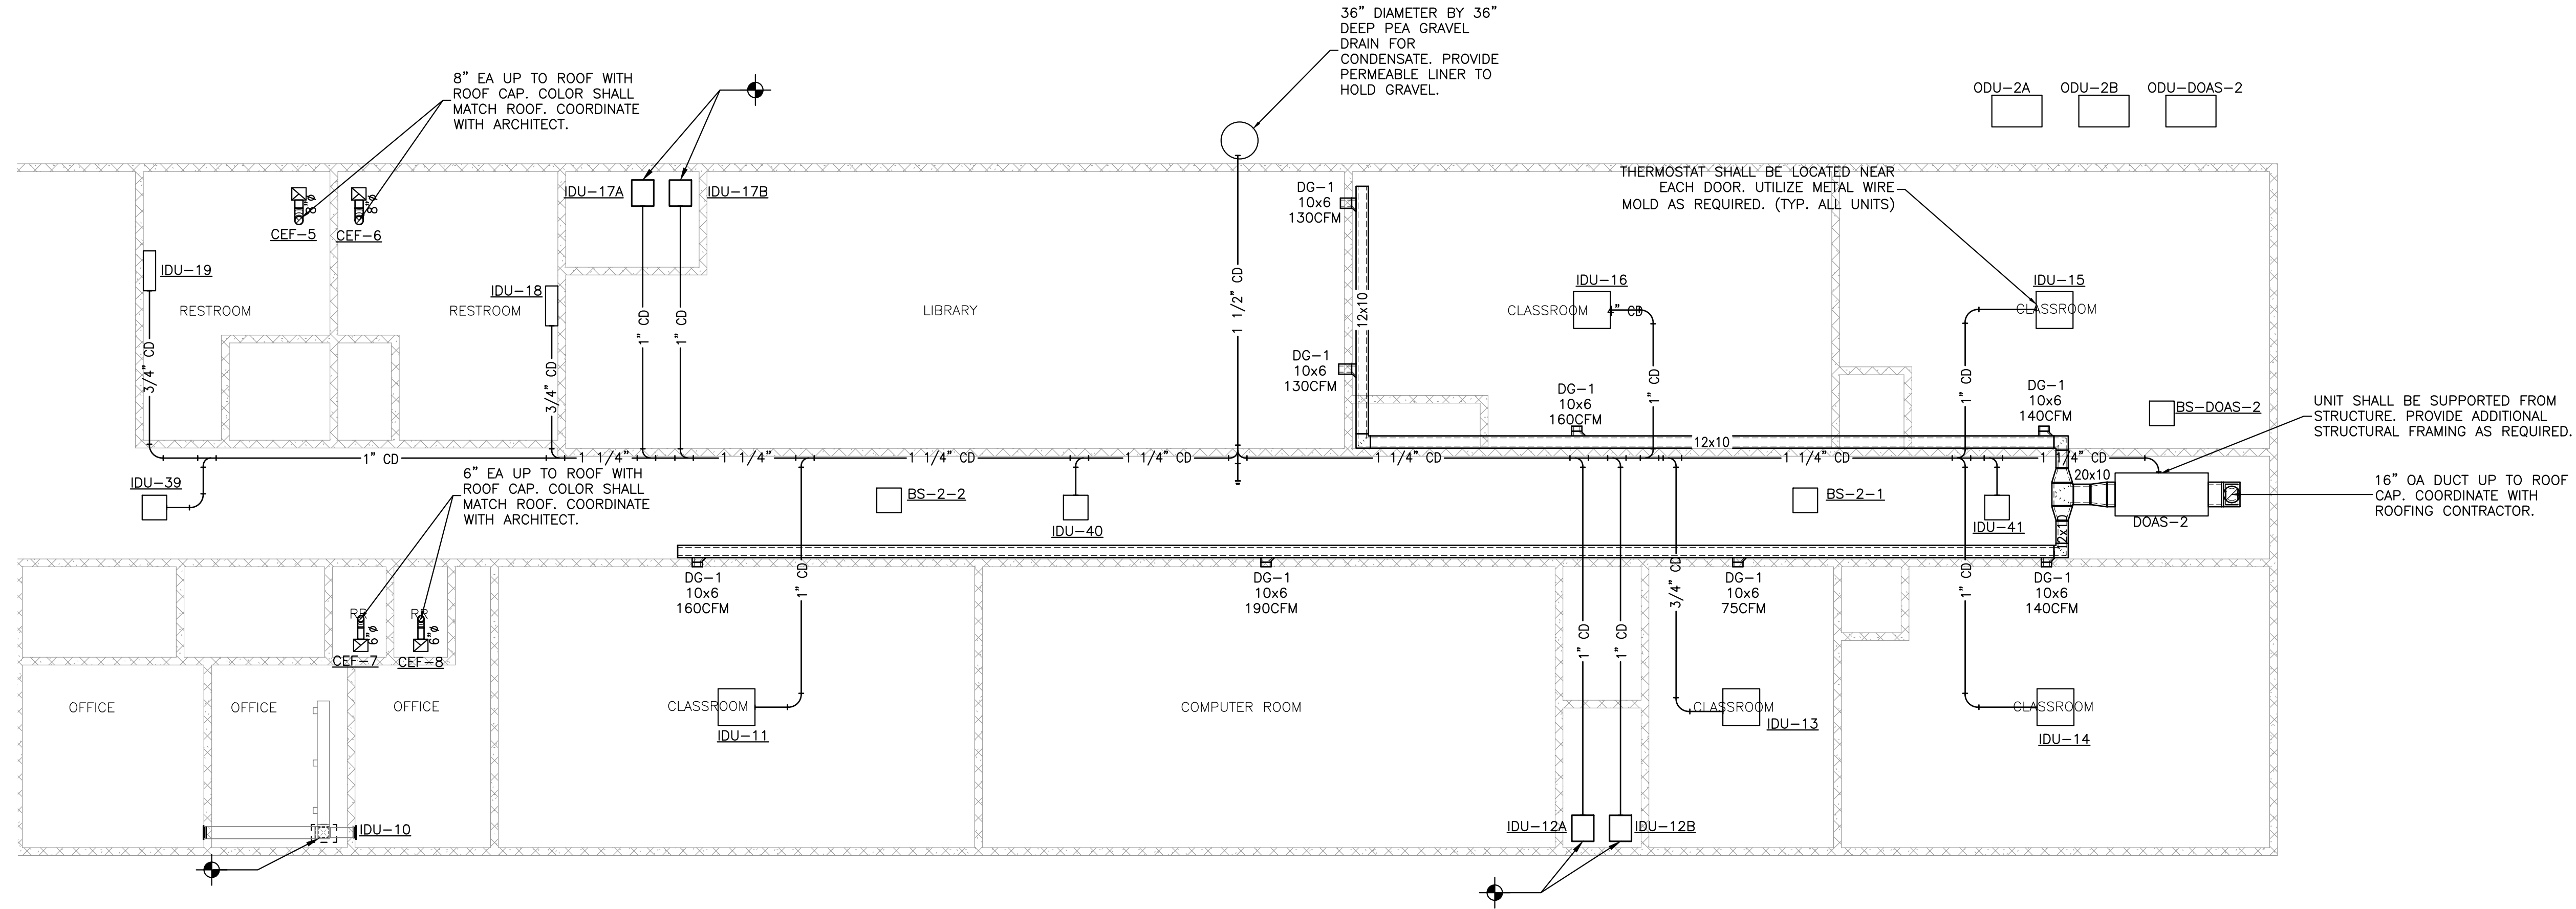 36" DIAMETER BY 36"
DEEP PEA GRAVEL
DRAIN FOR
CONDENSATE. PROVIDE
PERMEABLE LINER TO
HOLD GRAVEL.
8" EA UP TO ROOF WITH
ROOF CAP. COLOR SHALL
MATCH ROOF. COORDINATE
WITH ARCHITECT.
ODU-2A
ODU-2B
ODU-DOAS-2
THERMOSTAT SHALL BE LOCATED NEAR
EACH DOOR. UTILIZE METAL WIRE
MOLD AS REQUIRED. (TYP. ALL UNITS)
8"ø
8"ø
CEF-5
CEF-6
IDU-17A
IDU-17B
DG-1
10x6
130CFM
IDU-19
RESTROOM
IDU-18
RESTROOM
LIBRARY
IDU-16
CLASSROOM
IDU-15
CLASSROOM
3/4" CD
3/4" CD
1" CD
1" CD
1 1/2" CD
12x10
DG-1
10x6
130CFM
1" CD
1" CD
DG-1
10x6
160CFM
DG-1
10x6
140CFM
BS-DOAS-2
UNIT SHALL BE SUPPORTED FROM
STRUCTURE. PROVIDE ADDITIONAL
STRUCTURAL FRAMING AS REQUIRED.
12x10
1" CD
1 1/4"
1 1/4"
1 1/4" CD
1 1/4" CD
1 1/4" CD
1 1/4" CD
1 1/4" CD
20x10
DOAS-2
16" OA DUCT UP TO ROOF
CAP. COORDINATE WITH
ROOFING CONTRACTOR.
IDU-39
6" EA UP TO ROOF WITH
ROOF CAP. COLOR SHALL
MATCH ROOF. COORDINATE
WITH ARCHITECT.
BS-2-2
IDU-40
BS-2-1
IDU-41
DG-1
10x6
160CFM
1" CD
DG-1
10x6
190CFM
DG-1
10x6
75CFM
DG-1
10x6
140CFM
1" CD
3/4" CD
1" CD
1" CD
RR
RR
6"ø
6"ø
CEF-7
CEF-8
OFFICE
OFFICE
OFFICE
CLASSROOM
IDU-11
COMPUTER ROOM
CLASSROOM
IDU-13
CLASSROOM
IDU-14
IDU-10
IDU-12A
IDU-12B